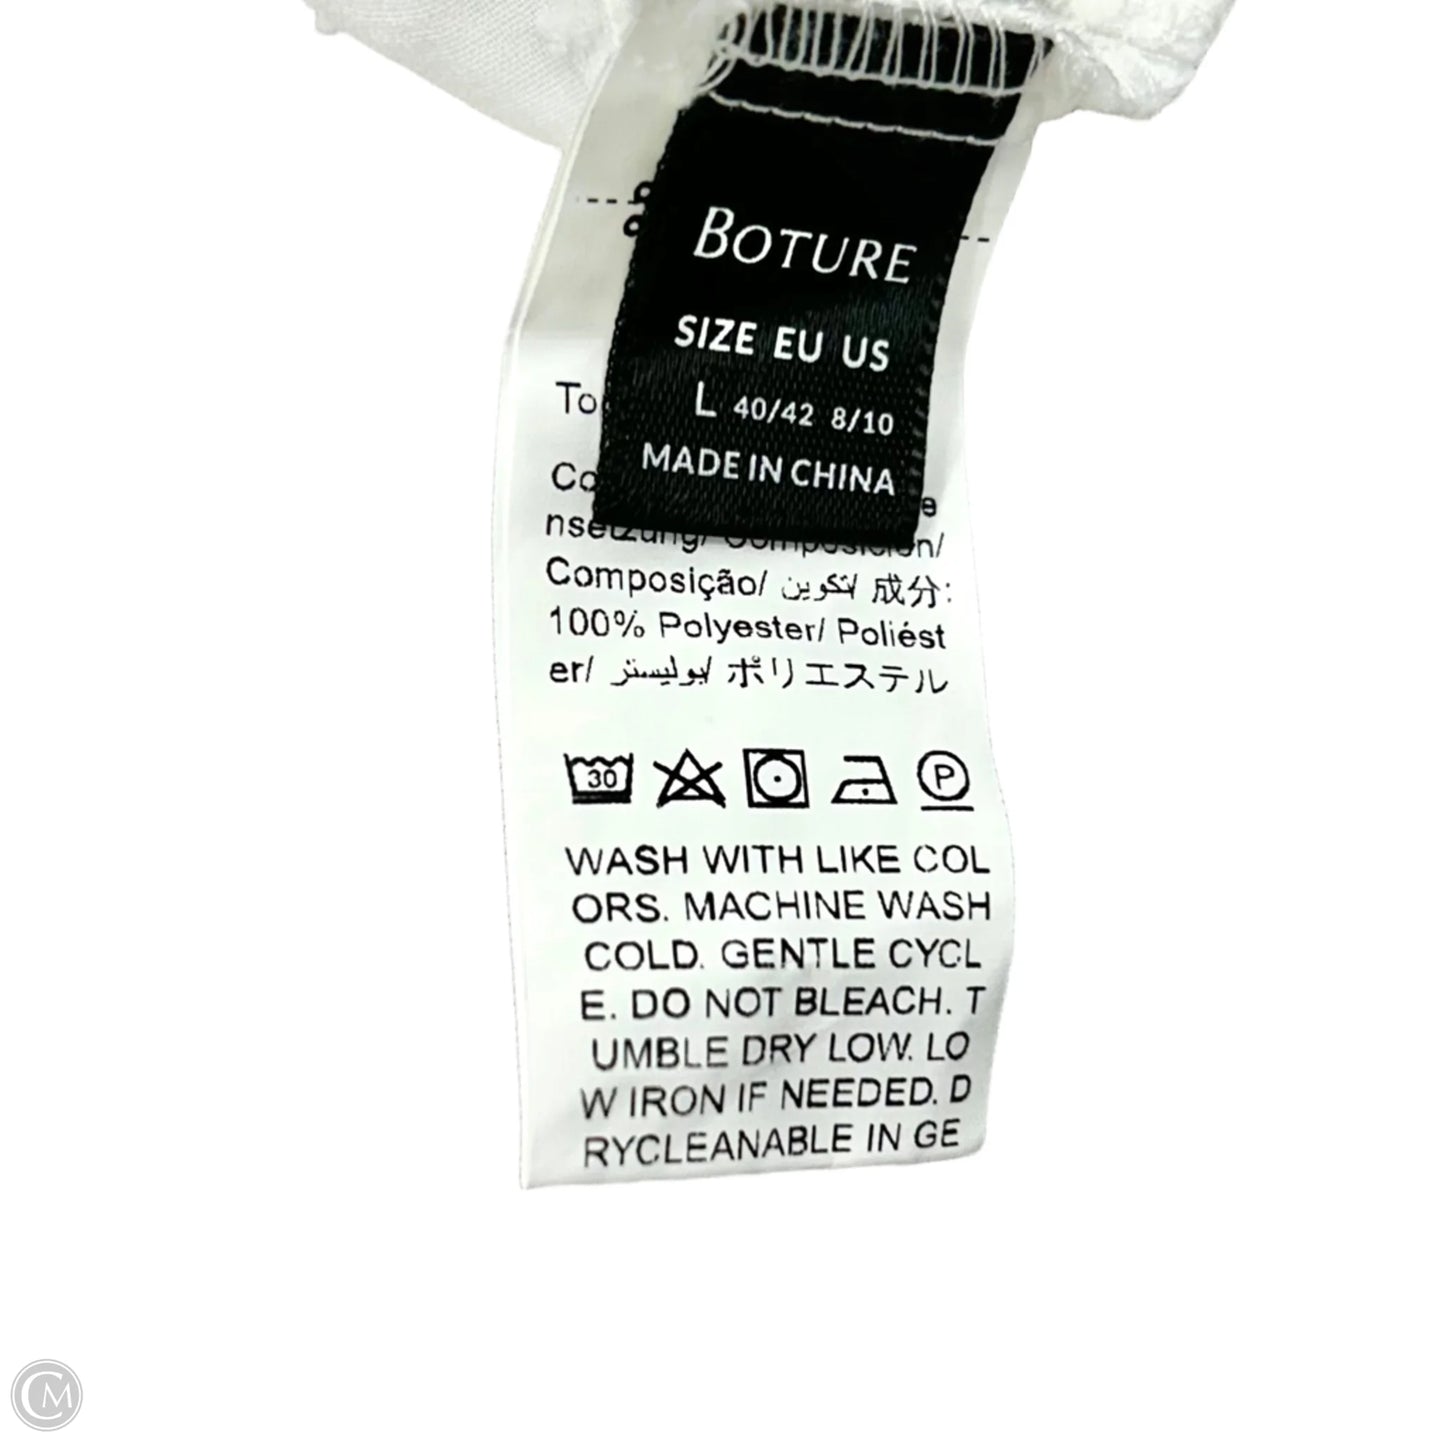 BOTURE
SIZE EU US
L 40/42 8/10
MADE IN CHINA
Composição/ تكوين/ 成分:
100% Polyester/ Poliést
er/ بوليستر/ ポリエステル
30
P
WASH WITH LIKE COL
ORS. MACHINE WASH
COLD. GENTLE CYCL
E. DO NOT BLEACH. T
UMBLE DRY LOW. LO
W IRON IF NEEDED. D
RYCLEANABLE IN GE
CM